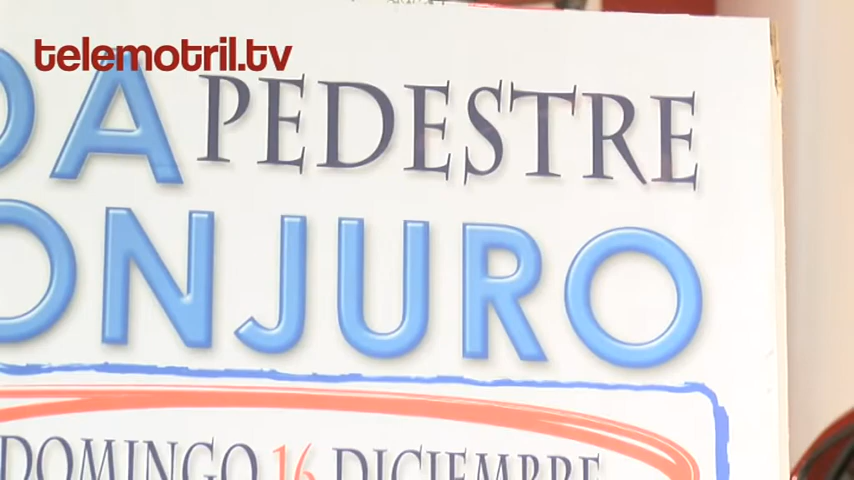 telemotril.tv
DA PEDESTRE
ONJURO
DOMINGO 16 DICIEMBRE